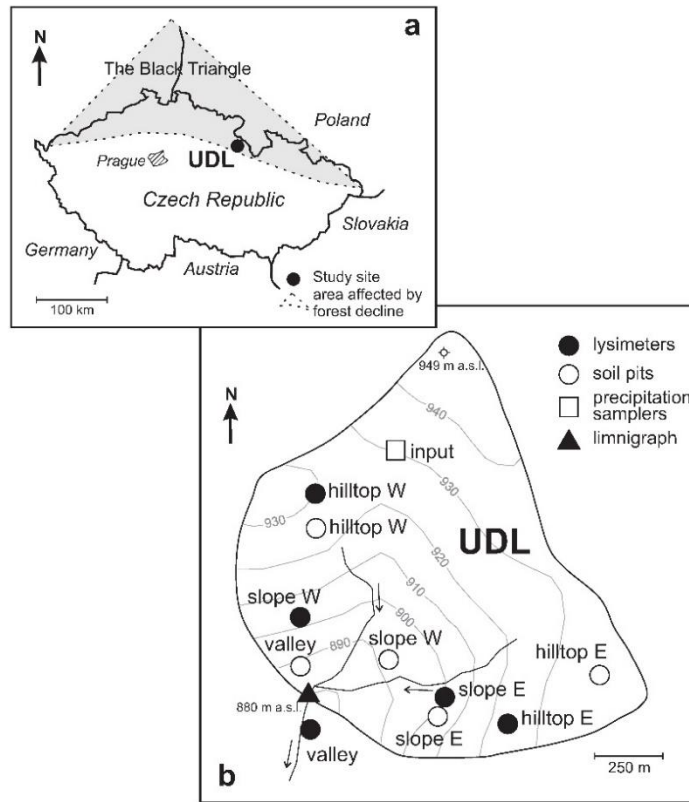 a
N
The Black Triangle
Poland
Prague
UDL
Czech Republic
Slovakia
Germany
Austria
Study site
area affected by
forest decline
100 km
lysimeters
soil pits
precipitation
samplers
limnigraph
949 m a.s.l.
N
940
input
930
hilltop W
930
hilltop W
UDL
920
910
slope W
900
slope W
valley
890
hilltop E
slope E
880 m a.s.l.
hilltop E
slope E
valley
250 m
b